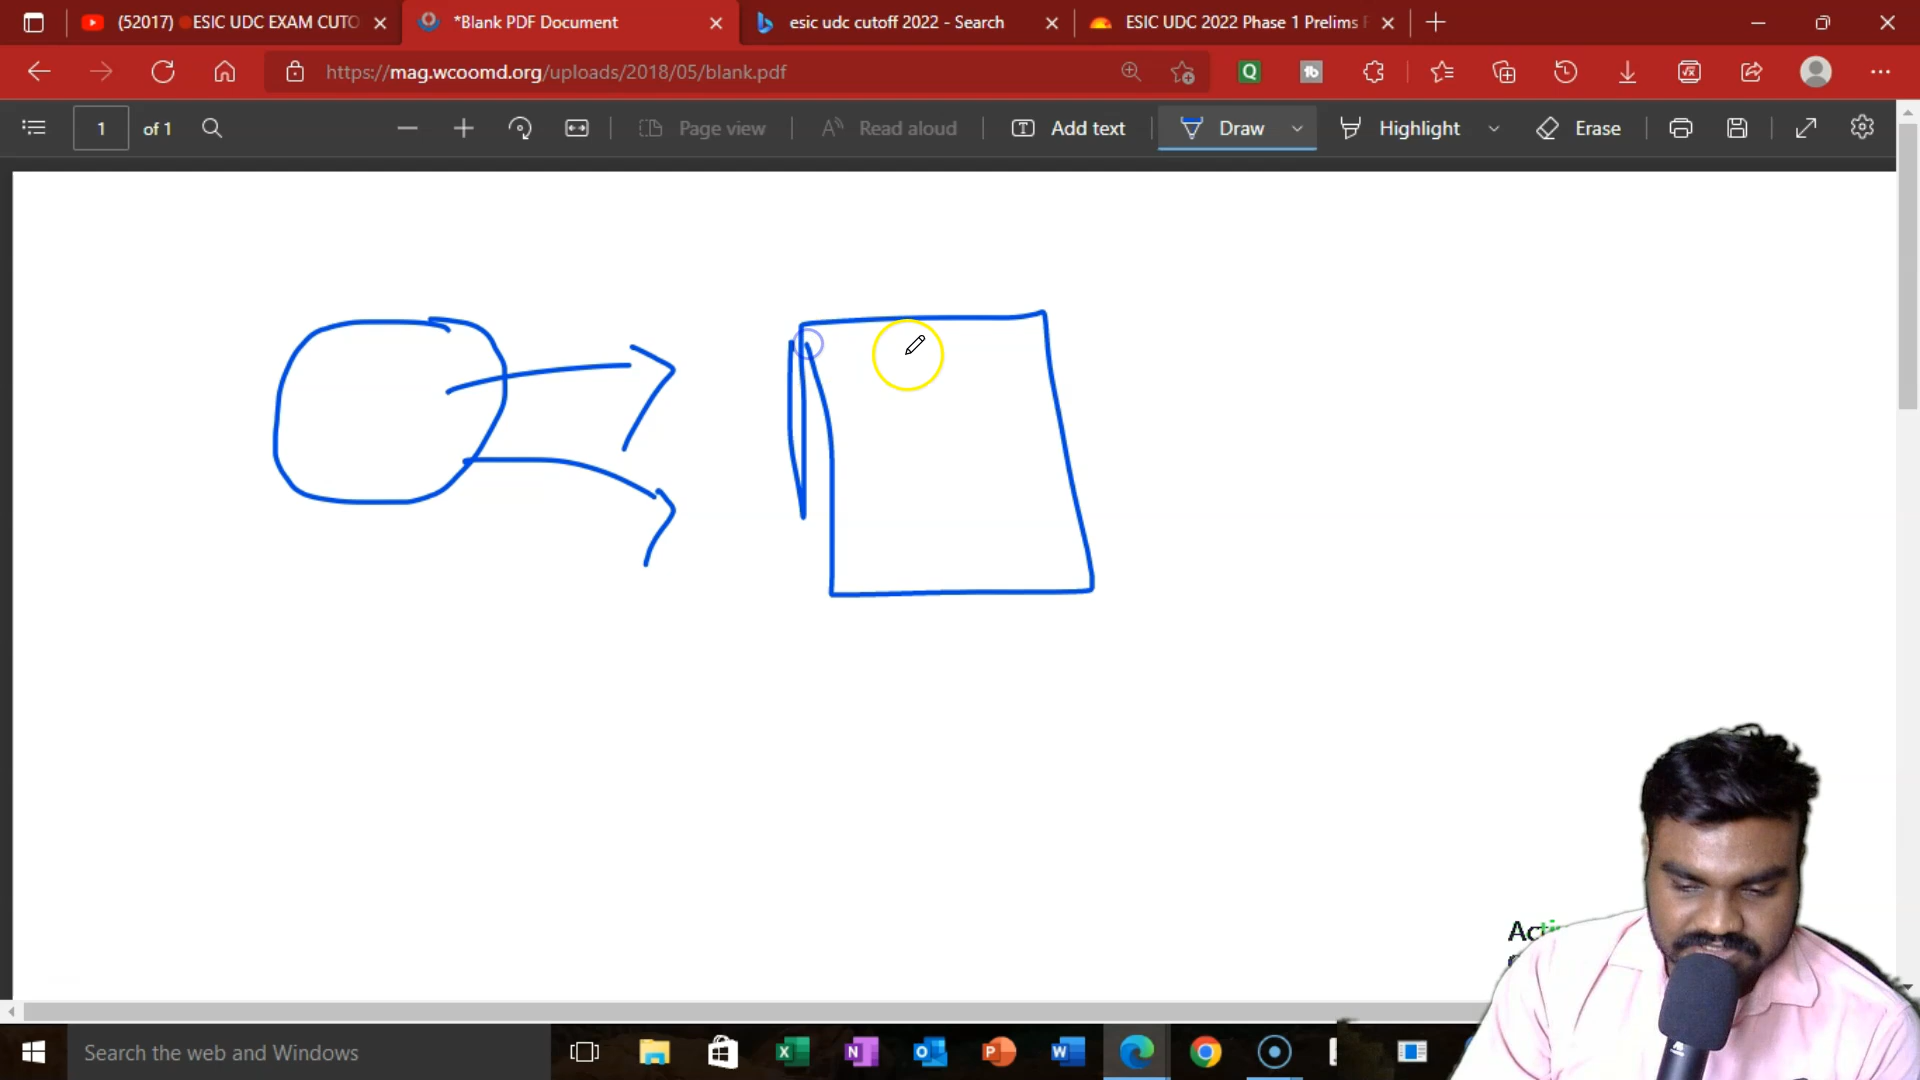 (52017) ESIC UDC EXAM CUTO
*Blank PDF Document
esic udc cutoff 2022 - Search
ESIC UDC 2022 Phase 1 Prelims
https://mag.wcoomd.org/uploads/2018/05/blank.pdf
1 of 1
Page view
Read aloud
Add text
Draw
Highlight
Erase
Search the web and Windows